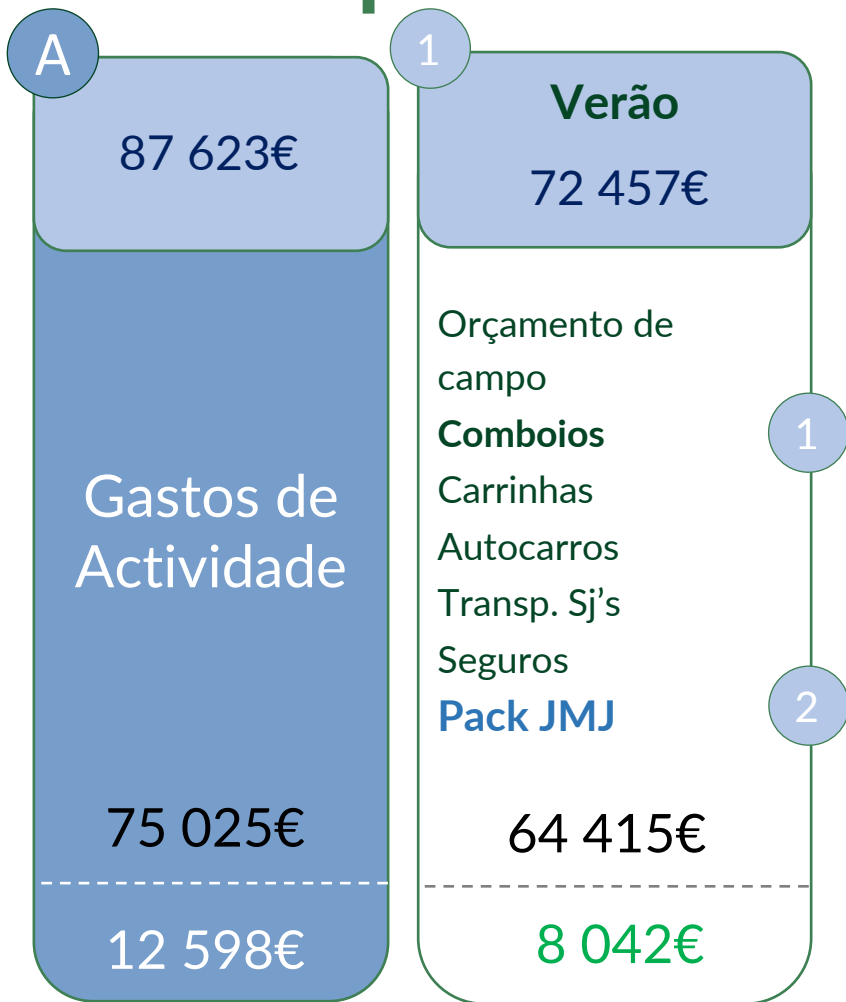 A
87 623€
Gastos de
Actividade
75 025€
12 598€
1
Verão
72 457€
Orçamento de
campo
Comboios
1
Carrinhas
Autocarros
Transp. Sj’s
Seguros
Pack JMJ
2
64 415€
8 042€